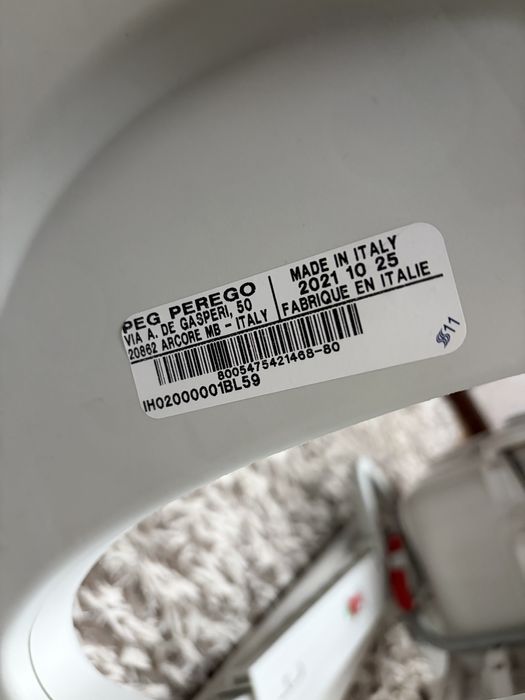 PEG PEREGO
VIA A. DE GASPERI, 50
20862 ARCORE MB - ITALY
MADE IN ITALY
2021 10 25
FABRIQUE EN ITALIE
8005475421468-80
IH02000001BL59
11